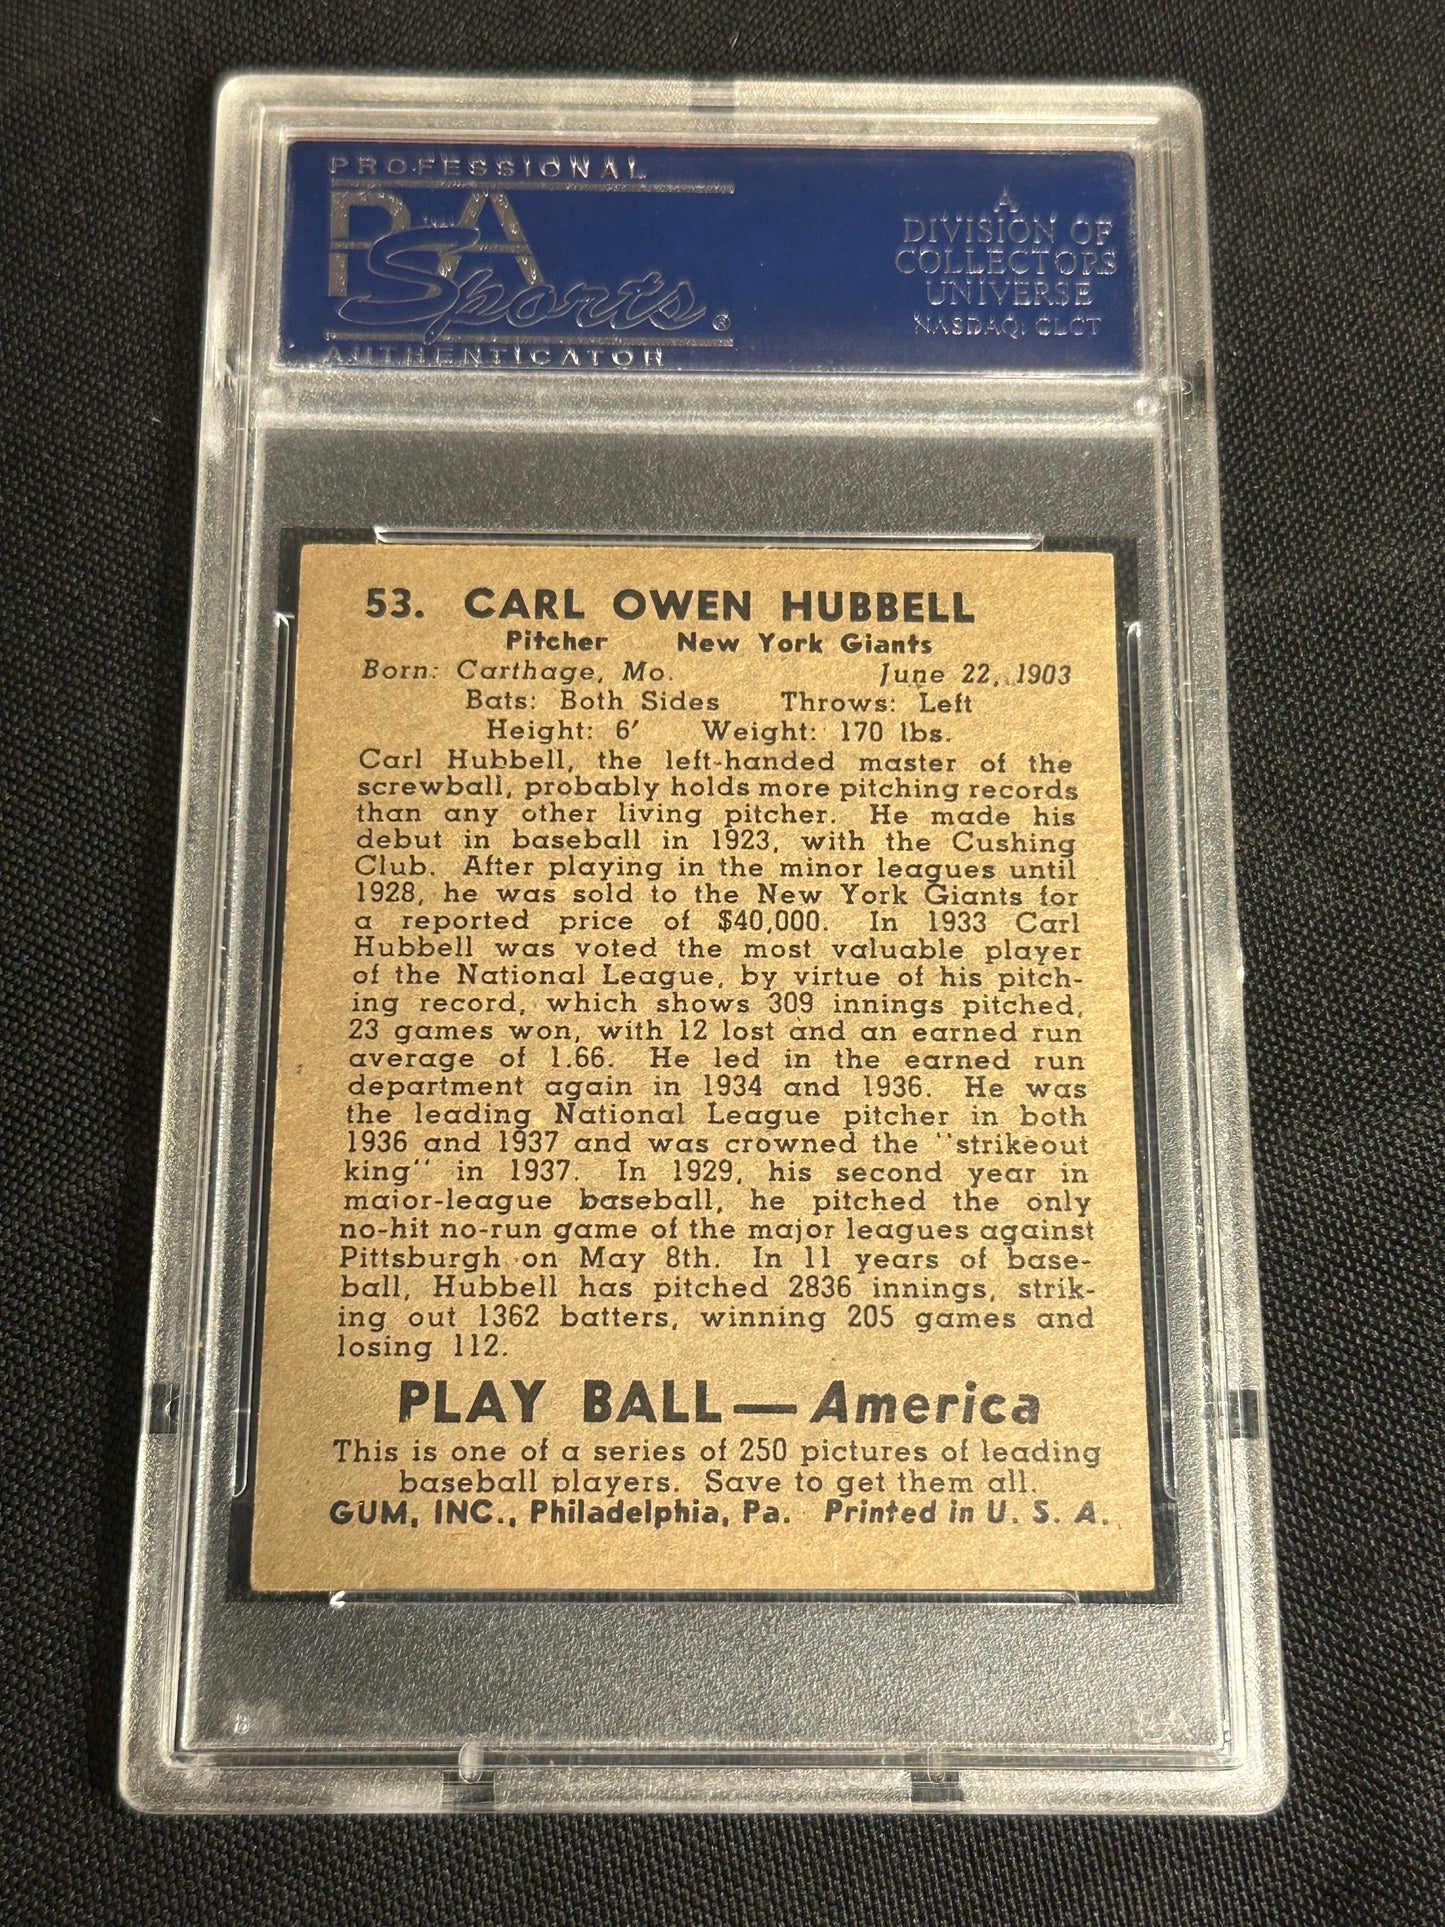 PROFESSIONAL
PSA
Sports®
AUTHENTICATOR
A
DIVISION OF
COLLECTORS
UNIVERSE
NASDAQ: CLCT
53. CARL OWEN HUBBELL
Pitcher New York Giants
Born: Carthage, Mo. June 22, 1903
Bats: Both Sides Throws: Left
Height: 6′ Weight: 170 lbs.
Carl Hubbell, the left-handed master of the
screwball, probably holds more pitching records
than any other living pitcher. He made his
debut in baseball in 1923, with the Cushing
Club. After playing in the minor leagues until
1928, he was sold to the New York Giants for
a reported price of $40,000. In 1933 Carl
Hubbell was voted the most valuable player
of the National League, by virtue of his pitch-
ing record, which shows 309 innings pitched,
23 games won, with 12 lost and an earned run
average of 1.66. He led in the earned run
department again in 1934 and 1936. He was
the leading National League pitcher in both
1936 and 1937 and was crowned the "strikeout
king" in 1937. In 1929, his second year in
major-league baseball, he pitched the only
no-hit no-run game of the major leagues against
Pittsburgh on May 8th. In 11 years of base-
ball, Hubbell has pitched 2836 innings, strik-
ing out 1362 batters, winning 205 games and
losing 112.
PLAY BALL — America
This is one of a series of 250 pictures of leading
baseball players. Save to get them all.
GUM, INC., Philadelphia, Pa. Printed in U. S. A.